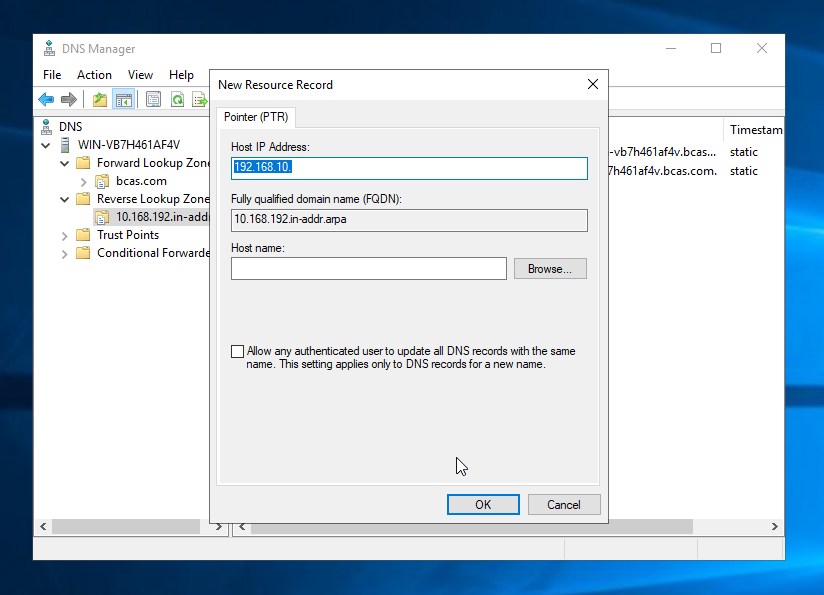 DNS Manager
File Action View Help
DNS
WIN-VB7H461AF4V
Forward Lookup Zone
bcas.com
Reverse Lookup Zone
10.168.192.in-addr
Trust Points
Conditional Forwarde
New Resource Record
Pointer (PTR)
Host IP Address:
192.168.10.
Fully qualified domain name (FQDN):
10.168.192.in-addr.arpa
Host name:
Browse...
Allow any authenticated user to update all DNS records with the same
name. This setting applies only to DNS records for a new name.
OK Cancel
Timestam
-vb7h461af4v.bcas... static
7h461af4v.bcas.com. static